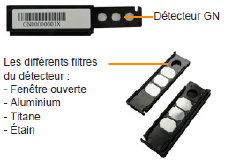 Détecteur GN
Les différents filtres
du détecteur :
- Fenêtre ouverte
- Aluminium
- Titane
- Étain